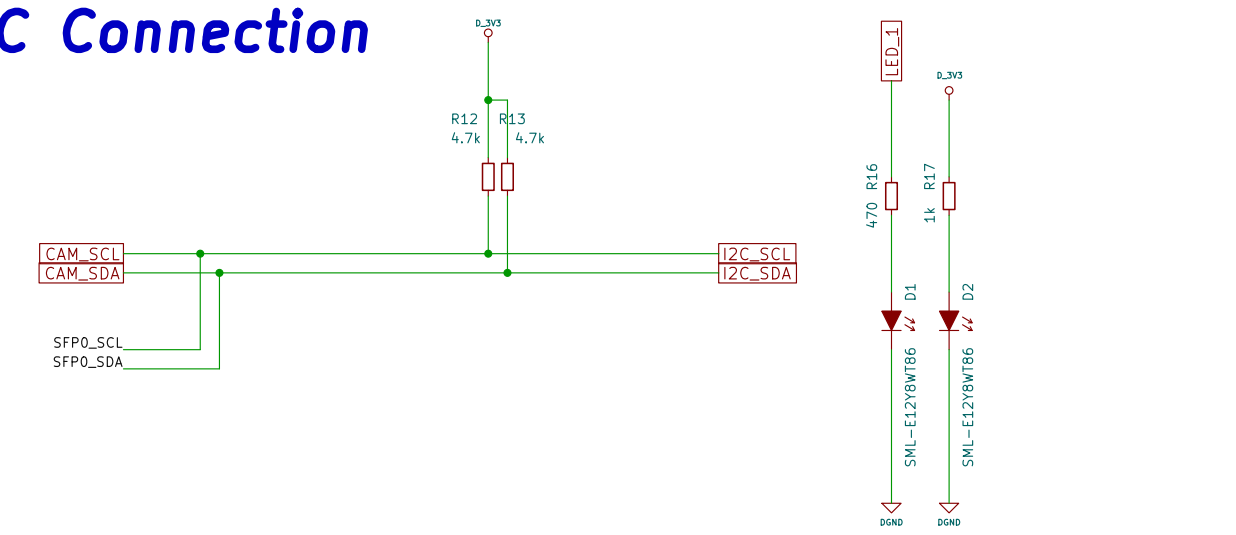 C Connection
D_3V3
R12
4.7k
R13
4.7k
CAM_SCL
CAM_SDA
I2C_SCL
I2C_SDA
SFP0_SCL
SFP0_SDA
LED_1
D_3V3
470 R16
1k R17
D1
SML-E12Y8WT86
D2
SML-E12Y8WT86
DGND
DGND